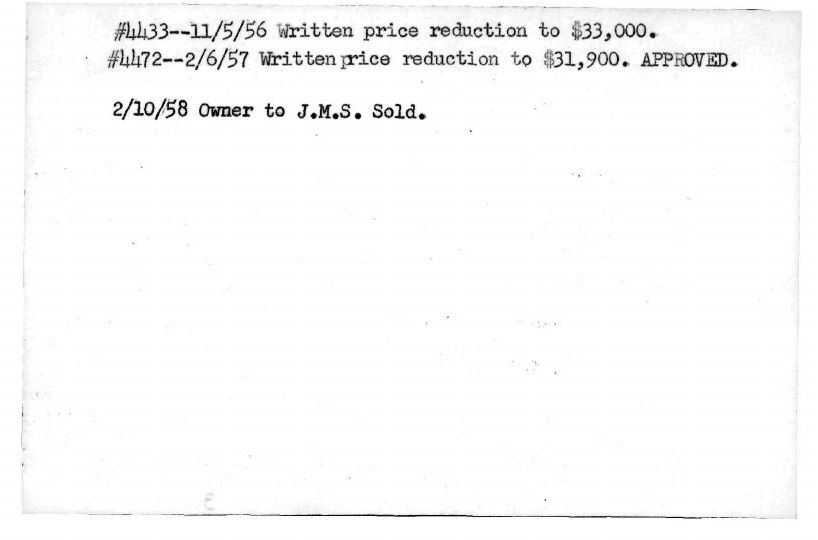 #4433--11/5/56 Written price reduction to $33,000.
#4472--2/6/57 Written price reduction to $31,900. APPROVED.
2/10/58 Owner to J.M.S. Sold.